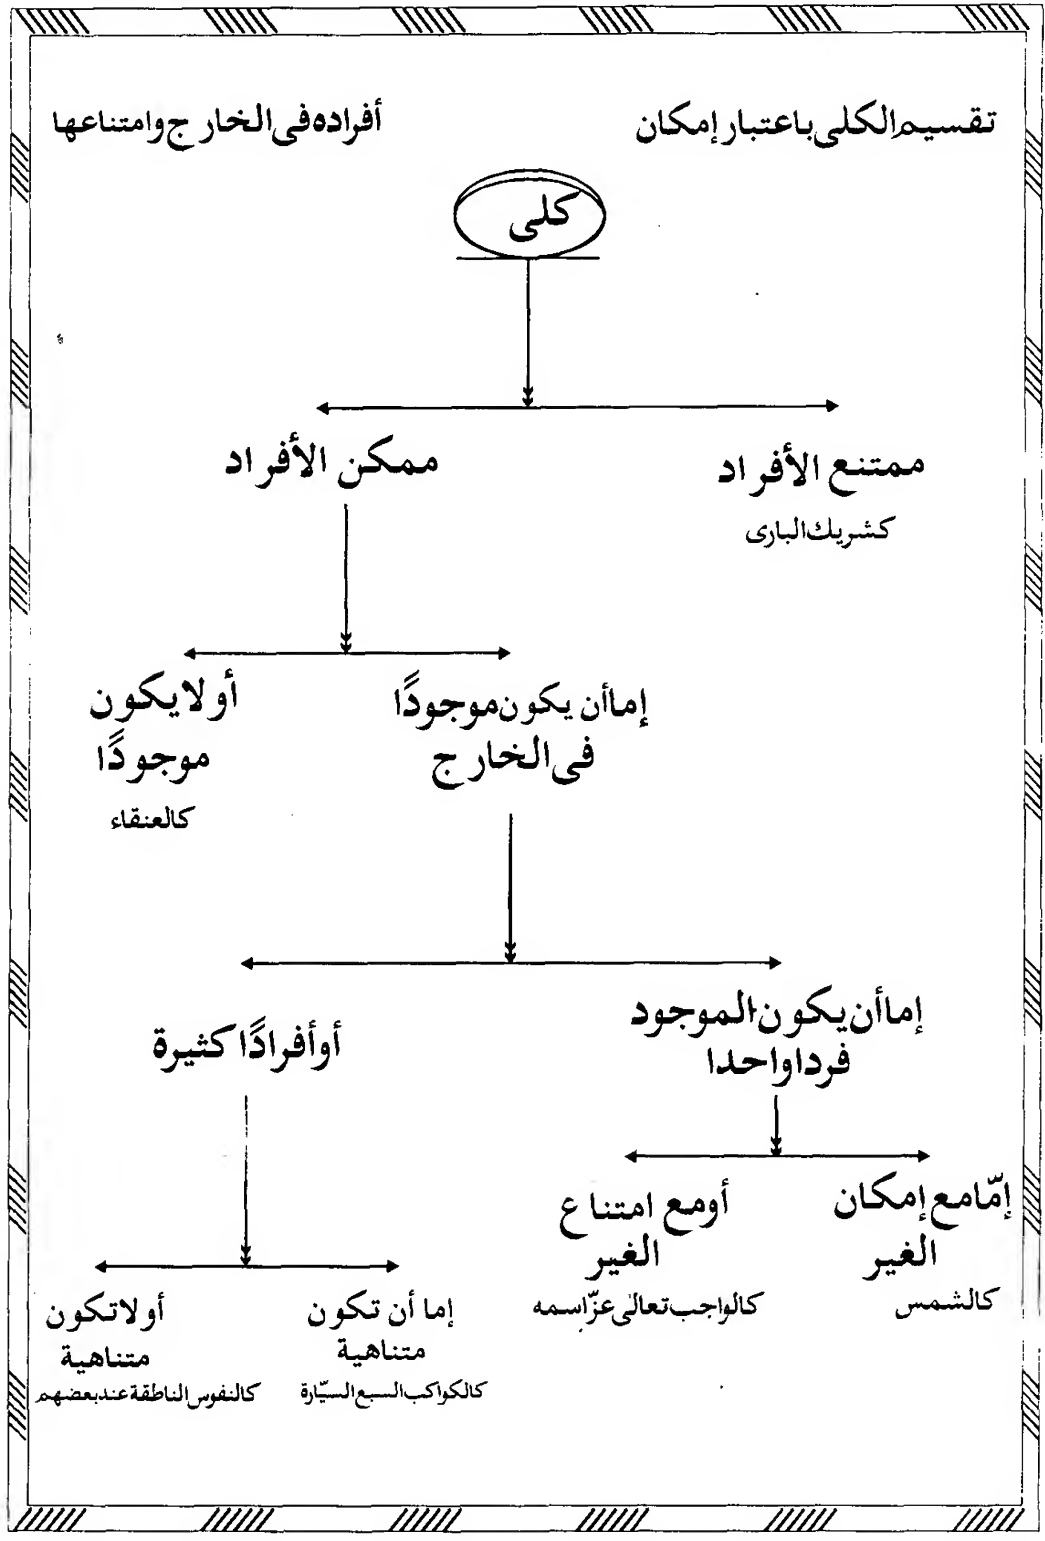 تقسيم الكلى باعتبار إمكان أفراده فى الخارج وامتناعها
كلى
ممتنع الأفراد
كشريك البارى
ممكن الأفراد
إما أن يكون موجودًا
فى الخارج
أو لا يكون
موجودًا
كالعنقاء
إما أن يكون الموجود
فردا واحدا
أو أفرادًا كثيرة
إمّا مع إمكان
الغير
كالشمس
أو مع امتناع
الغير
كالواجب تعالىٰ عزّ اسمه
إما أن تكون
متناهية
كالكواكب السبع السيّارة
أو لا تكون
متناهية
كالنفوس الناطقة عند بعضهم